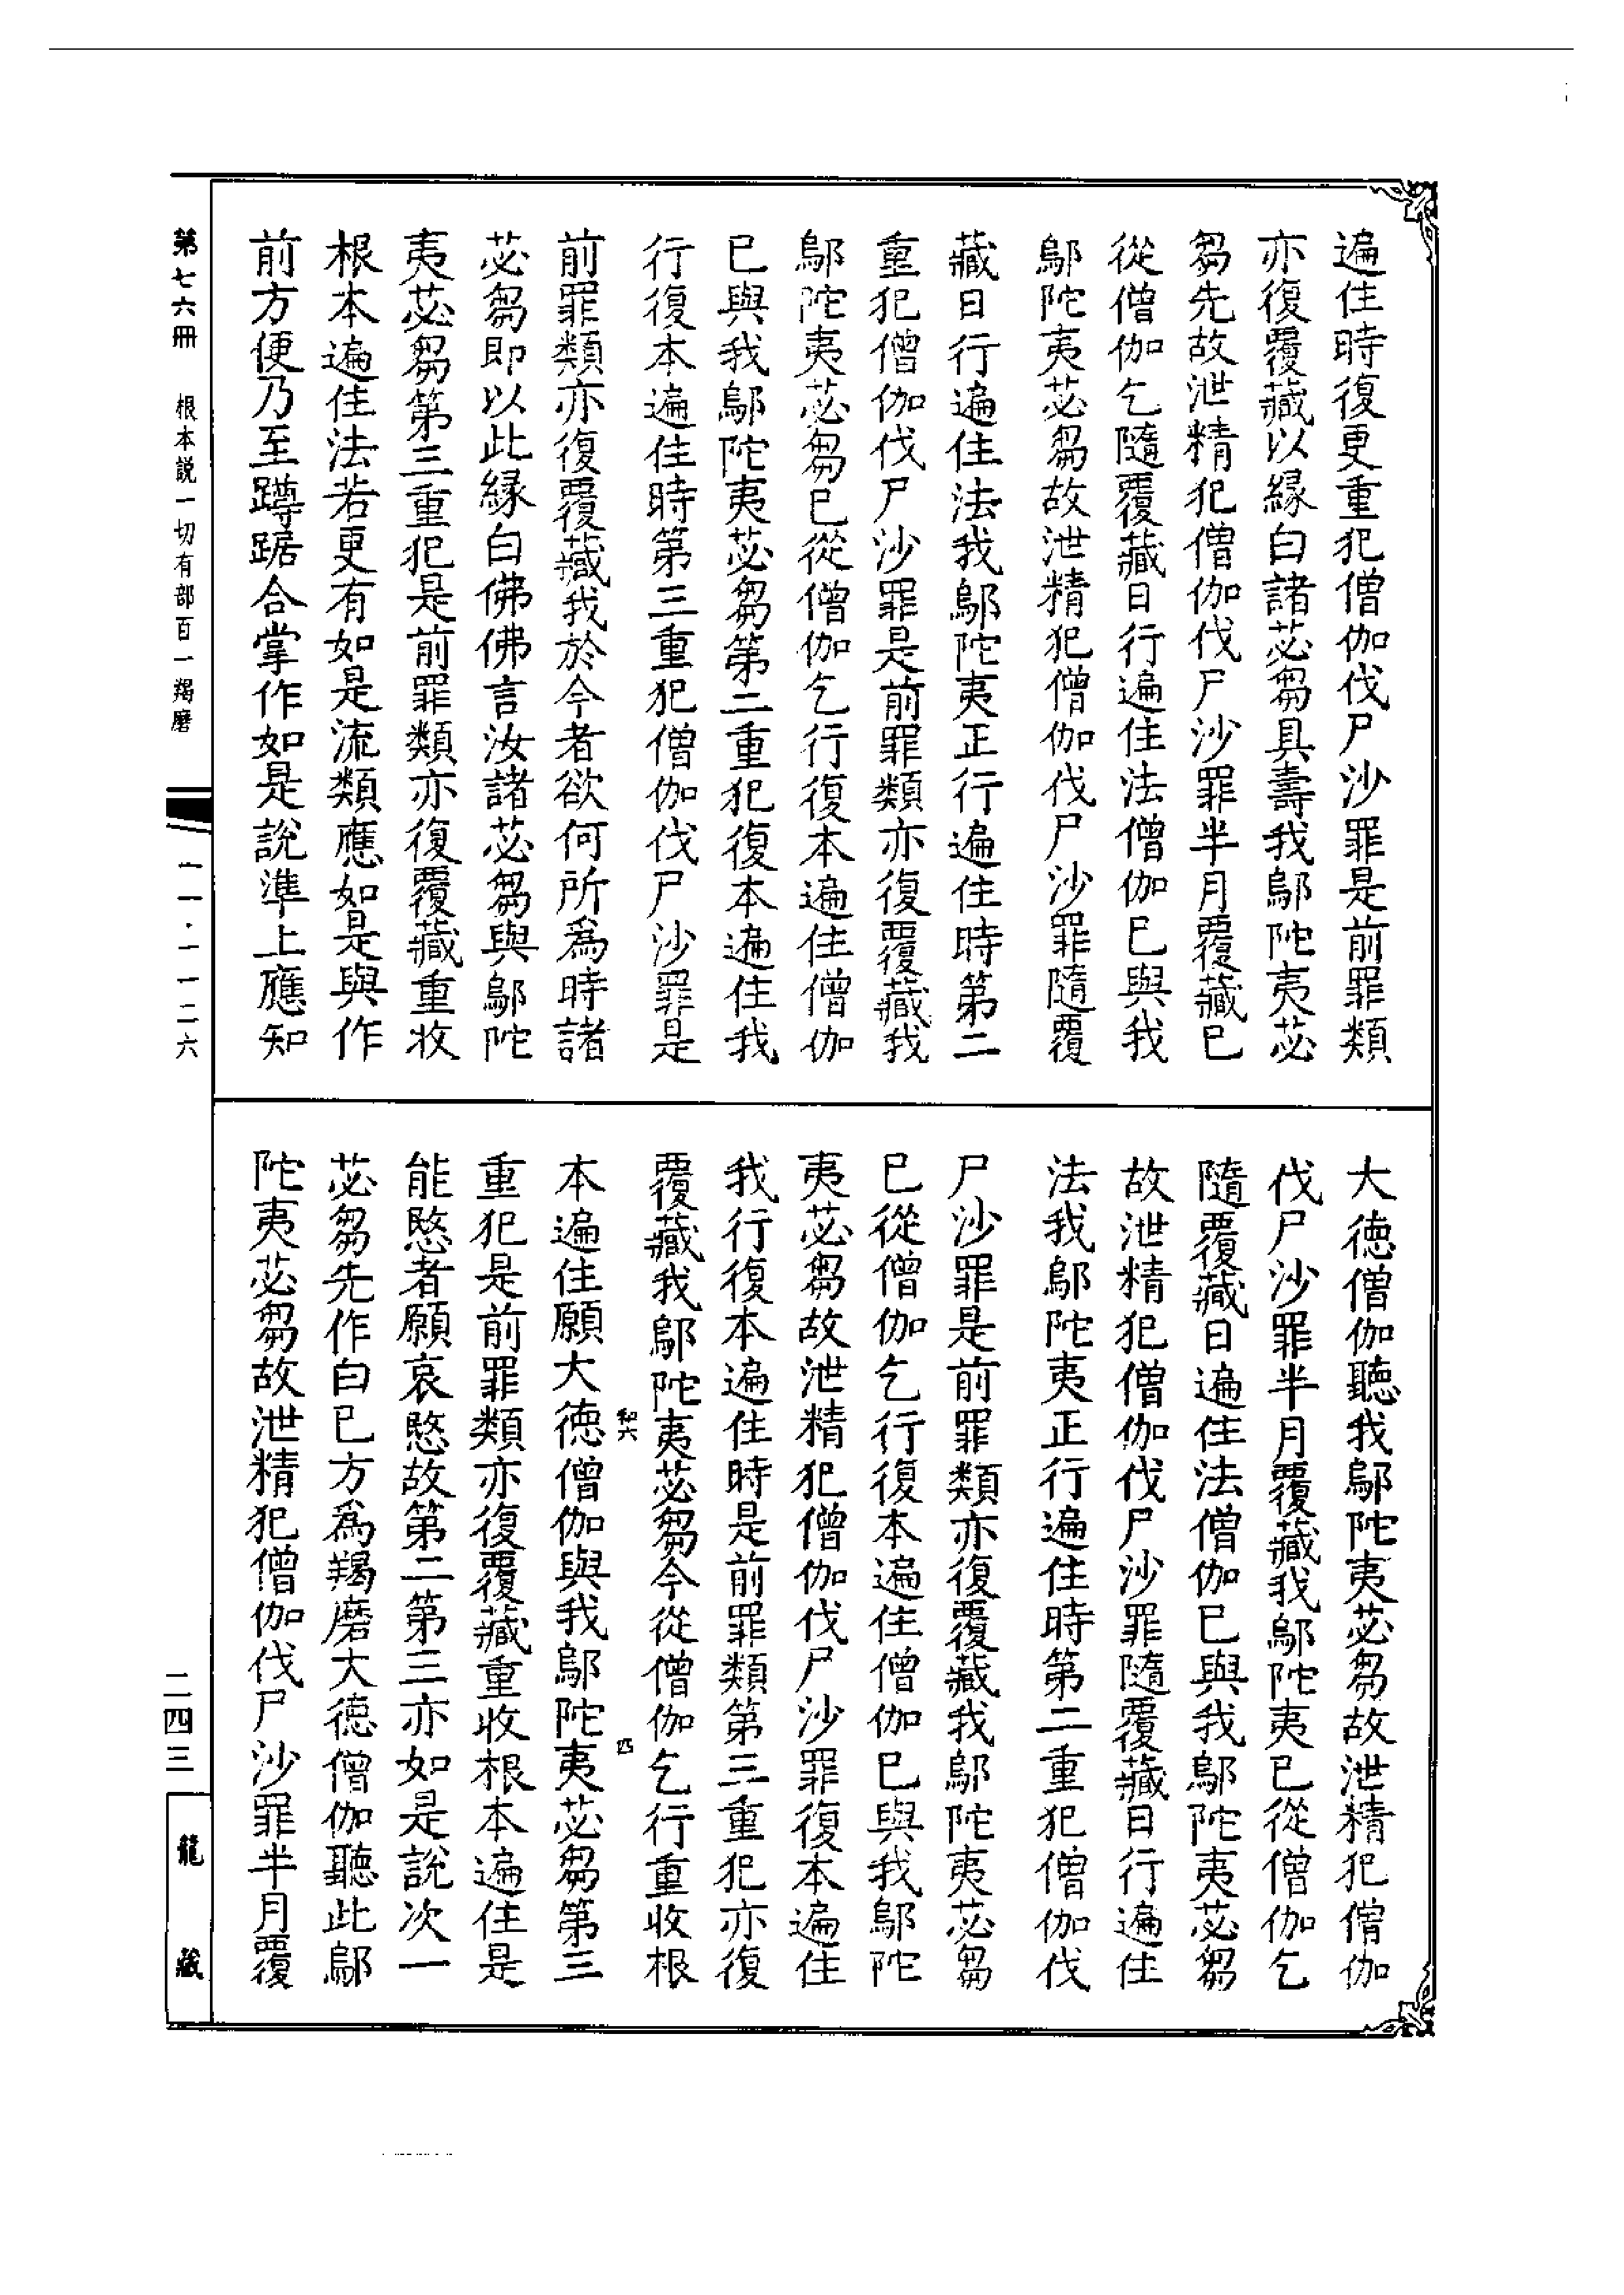 遍住時復更重犯僧伽伐尸沙罪是前罪類
亦復覆藏以緣白諸苾芻具壽我鄔陀夷苾
芻先故泄精犯僧伽伐尸沙罪半月覆藏已
從僧伽乞隨覆藏日行遍住法僧伽已與我
鄔陀夷苾芻故泄精犯僧伽伐尸沙罪隨覆
藏日行遍住法我鄔陀夷正行遍住時第二
重犯僧伽伐尸沙罪是前罪類亦復覆藏我
鄔陀夷苾芻已從僧伽乞行復本遍住僧伽
已與我鄔陀夷苾芻第二重犯復本遍住我
行復本遍住時第三重犯僧伽伐尸沙罪是
前罪類亦復覆藏我於今者欲何所爲時諸
苾芻即以此緣白佛佛言汝諸苾芻與鄔陀
夷苾芻第三重犯是前罪類亦復覆藏重收
根本遍住法若更有如是流類應如是與作
前方便乃至蹲踞合掌作如是說準上應知
大德僧伽聽我鄔陀夷苾芻故泄精犯僧伽
伐尸沙罪半月覆藏我鄔陀夷已從僧伽乞
隨覆藏日遍住法僧伽已與我鄔陀夷苾芻
故泄精犯僧伽伐尸沙罪隨覆藏日行遍住
法我鄔陀夷正行遍住時第二重犯僧伽伐
尸沙罪是前罪類亦復覆藏我鄔陀夷苾芻
已從僧伽乞行復本遍住僧伽已與我鄔陀
夷苾芻故泄精犯僧伽伐尸沙罪復本遍住
我行復本遍住時是前罪類第三重犯亦復
覆藏我鄔陀夷苾芻今從僧伽乞行重收根
和六 四
本遍住願大德僧伽與我鄔陀夷苾芻第三
重犯是前罪類亦復覆藏重收根本遍住是
能愍者願哀愍故第二第三亦如是說次一
苾芻先作白已方爲羯磨大德僧伽聽此鄔
陀夷苾芻故泄精犯僧伽伐尸沙罪半月覆
第七六冊 根本說一切有部百一羯磨
一一·一一二六
二四三
龍藏